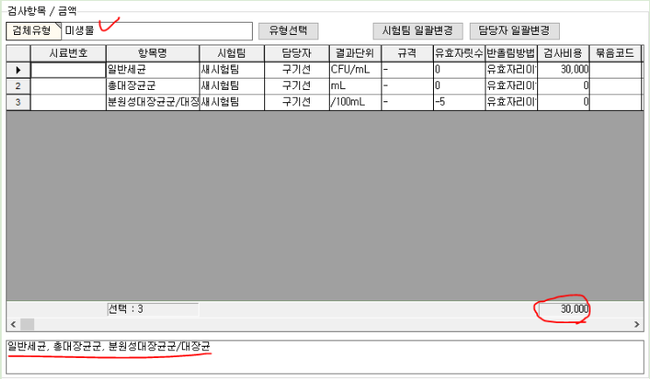 검사항목 / 금액
검체유형 미생물 유형선택 시험팀 일괄변경 담당자 일괄변경
시료번호 항목명 시험팀 담당자 결과단위 규격 유효자릿수 반올림방법 검사비용 묶음코드
일반세균 새시험팀 구기선 CFU/mL - 0 유효자리이 30,000
2 총대장균군 새시험팀 구기선 mL - 0 유효자리이 0
3 분원성대장균군/대장 새시험팀 구기선 /100mL - -5 유효자리이 0
선택 : 3 30,000
일반세균, 총대장균군, 분원성대장균군/대장균